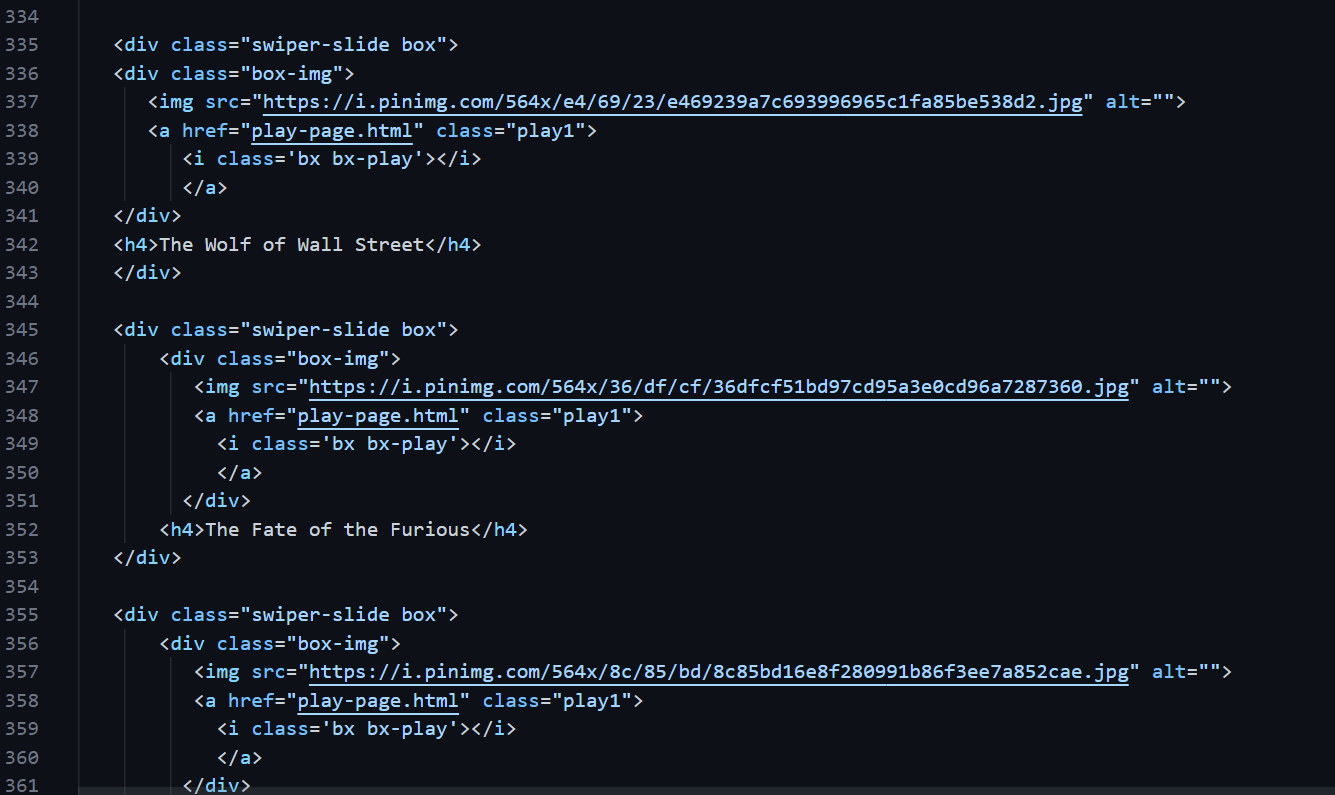 334
335 <div class="swiper-slide box">
336 <div class="box-img">
337 <img src="https://i.pinimg.com/564x/e4/69/23/e469239a7c693996965c1fa85be538d2.jpg" alt="">
338 <a href="play-page.html" class="play1">
339 <i class='bx bx-play'></i>
340 </a>
341 </div>
342 <h4>The Wolf of Wall Street</h4>
343 </div>
344
345 <div class="swiper-slide box">
346 <div class="box-img">
347 <img src="https://i.pinimg.com/564x/36/df/cf/36dfcf51bd97cd95a3e0cd96a7287360.jpg" alt="">
348 <a href="play-page.html" class="play1">
349 <i class='bx bx-play'></i>
350 </a>
351 </div>
352 <h4>The Fate of the Furious</h4>
353 </div>
354
355 <div class="swiper-slide box">
356 <div class="box-img">
357 <img src="https://i.pinimg.com/564x/8c/85/bd/8c85bd16e8f280991b86f3ee7a852cae.jpg" alt="">
358 <a href="play-page.html" class="play1">
359 <i class='bx bx-play'></i>
360 </a>
361 </div>